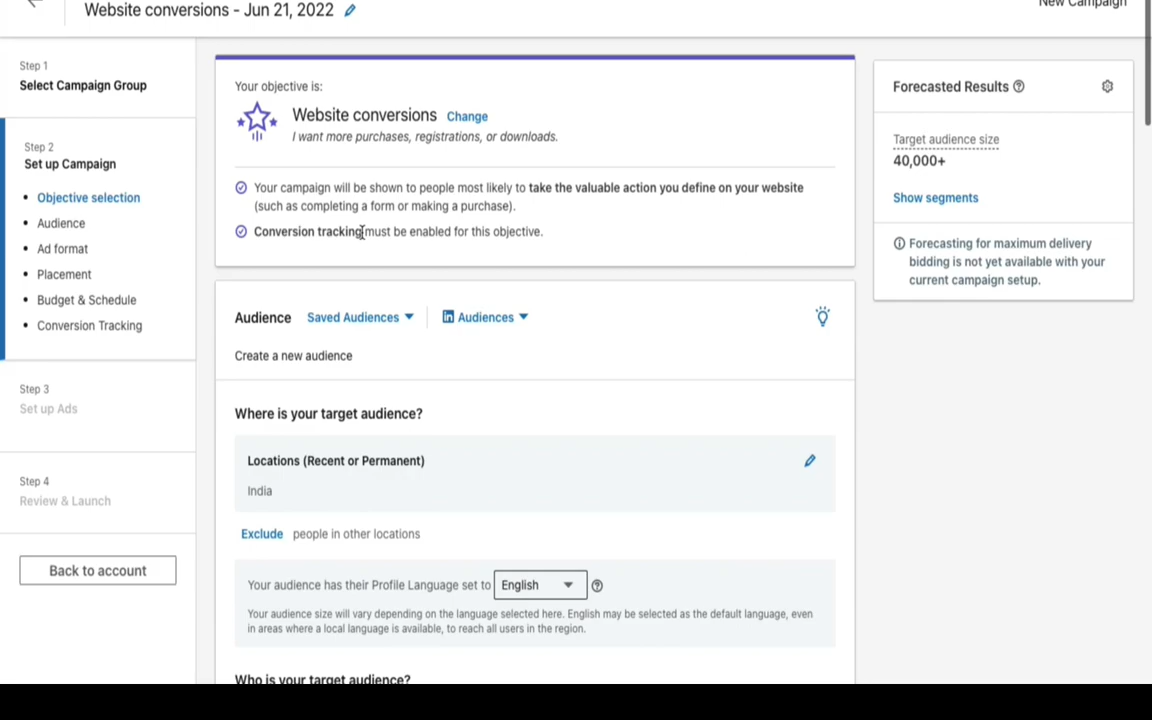 Website conversions - Jun 21, 2022
New Campaign
Step 1
Select Campaign Group
Step 2
Set up Campaign
Objective selection
Audience
Ad format
Placement
Budget & Schedule
Conversion Tracking
Step 3
Set up Ads
Step 4
Review & Launch
Back to account
Your objective is:
Website conversions Change
I want more purchases, registrations, or downloads.
Your campaign will be shown to people most likely to take the valuable action you define on your website
(such as completing a form or making a purchase).
Conversion tracking must be enabled for this objective.
Audience Saved Audiences in Audiences
Create a new audience
Where is your target audience?
Locations (Recent or Permanent)
India
Exclude people in other locations
Your audience has their Profile Language set to English
Your audience size will vary depending on the language selected here. English may be selected as the default language, even
in areas where a local language is available, to reach all users in the region.
Who is your target audience?
Forecasted Results
Target audience size
40,000+
Show segments
Forecasting for maximum delivery
bidding is not yet available with your
current campaign setup.